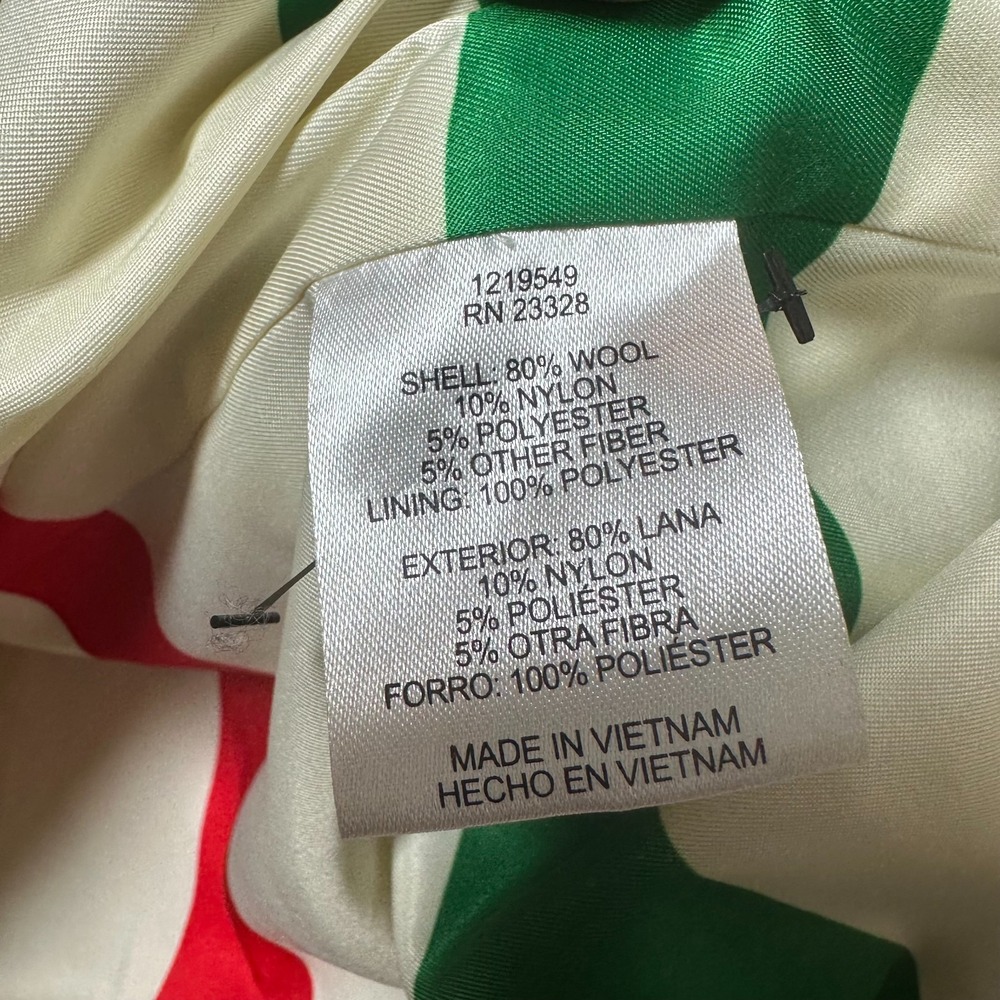 1219549
RN 23328
SHELL: 80% WOOL
10% NYLON
5% POLYESTER
5% OTHER FIBER
LINING: 100% POLYESTER
EXTERIOR: 80% LANA
10% NYLON
5% POLIÉSTER
5% OTRA FIBRA
FORRO: 100% POLIÉSTER
MADE IN VIETNAM
HECHO EN VIETNAM